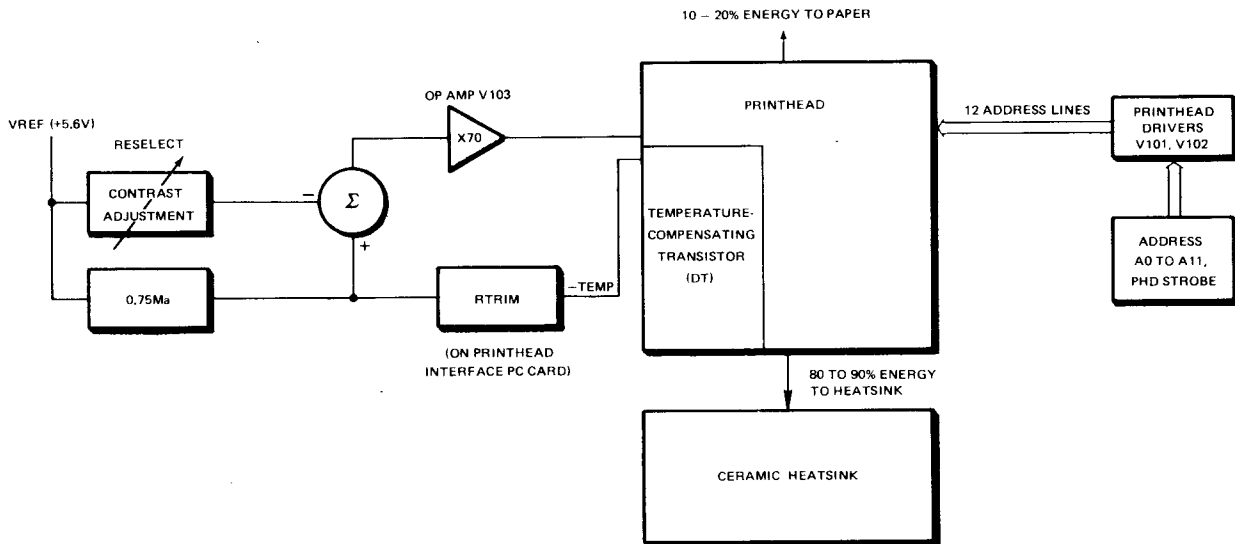 10 – 20% ENERGY TO PAPER
OP AMP V103
X70
VREF (+5,6V)
RESELECT
CONTRAST
ADJUSTMENT
–
Σ
+
0,75Ma
RTRIM
–TEMP
(ON PRINTHEAD
INTERFACE PC CARD)
PRINTHEAD
TEMPERATURE-
COMPENSATING
TRANSISTOR
(DT)
12 ADDRESS LINES
PRINTHEAD
DRIVERS
V101, V102
ADDRESS
A0 TO A11,
PHD STROBE
80 TO 90% ENERGY
TO HEATSINK
CERAMIC HEATSINK